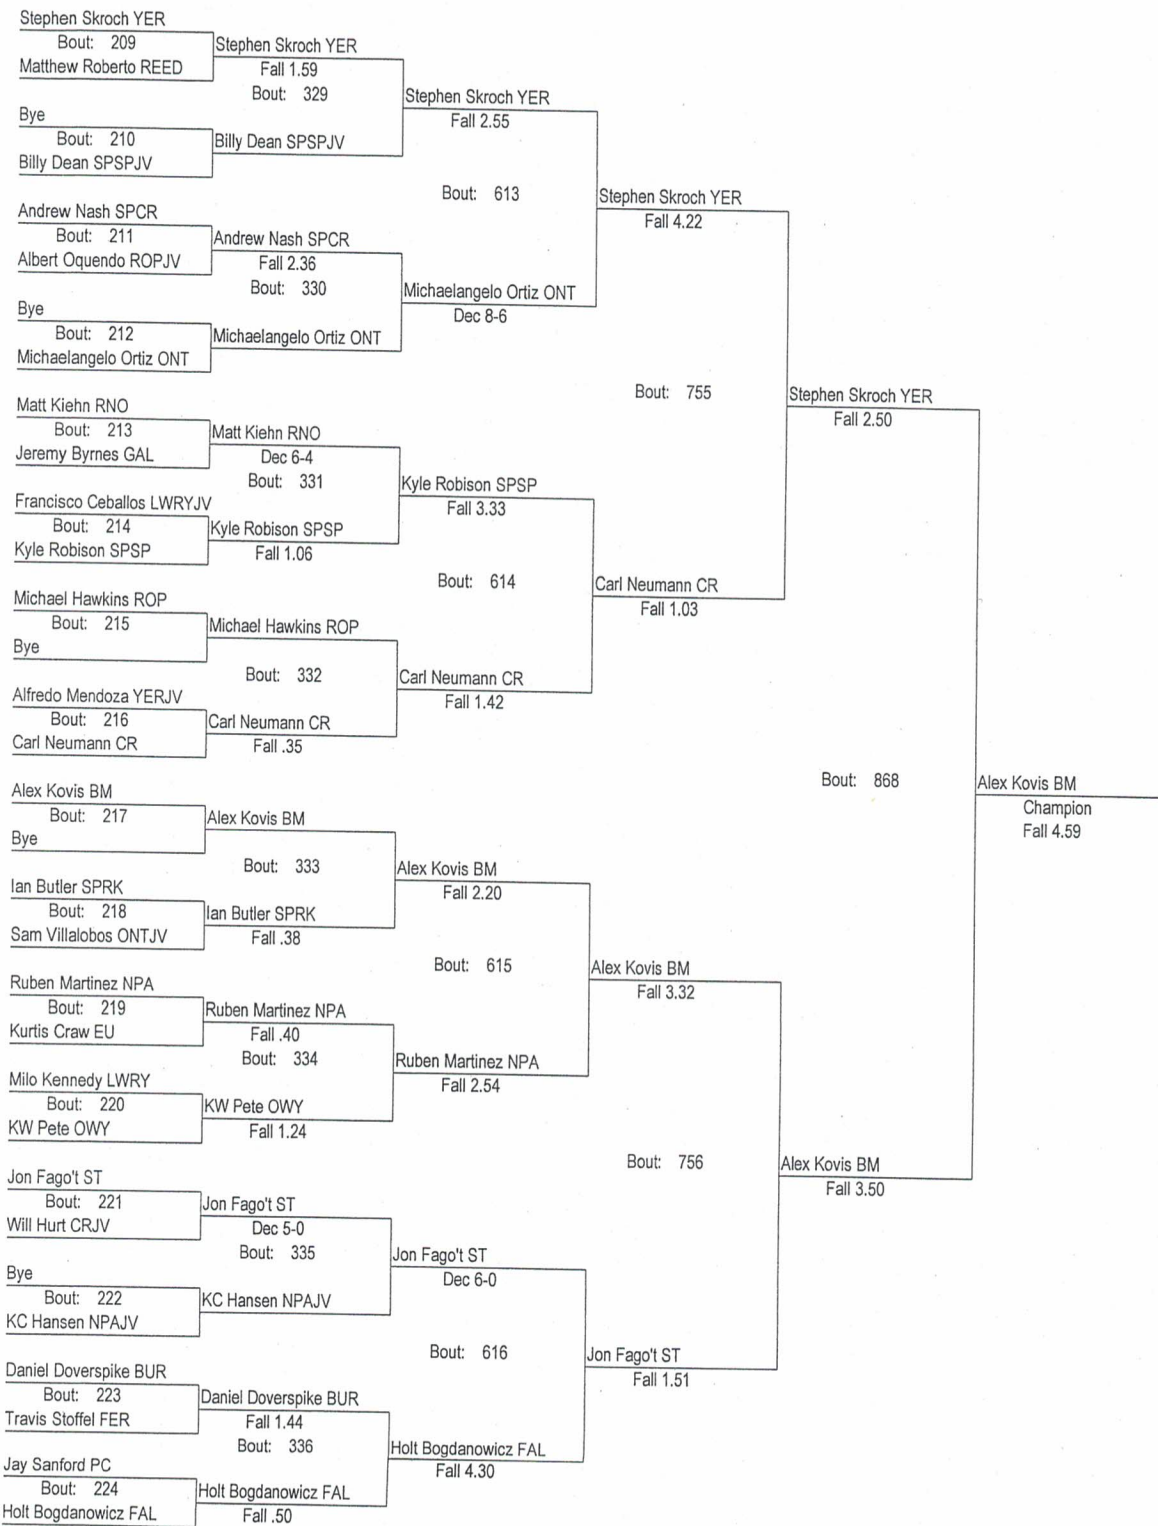 Stephen Skroch YER
Bout: 209
Stephen Skroch YER
Matthew Roberto REED
Fall 1.59
Bout: 329
Stephen Skroch YER
Fall 2.55
Bye
Bout: 210
Billy Dean SPSPJV
Billy Dean SPSPJV
Bout: 613
Stephen Skroch YER
Fall 4.22
Andrew Nash SPCR
Bout: 211
Andrew Nash SPCR
Albert Oquendo ROPJV
Fall 2.36
Bout: 330
Michaelangelo Ortiz ONT
Dec 8-6
Bye
Bout: 212
Michaelangelo Ortiz ONT
Michaelangelo Ortiz ONT
Bout: 755
Stephen Skroch YER
Fall 2.50
Matt Kiehn RNO
Bout: 213
Matt Kiehn RNO
Jeremy Byrnes GAL
Dec 6-4
Bout: 331
Kyle Robison SPSP
Fall 3.33
Francisco Ceballos LWRYJV
Bout: 214
Kyle Robison SPSP
Kyle Robison SPSP
Fall 1.06
Bout: 614
Carl Neumann CR
Fall 1.03
Michael Hawkins ROP
Bout: 215
Michael Hawkins ROP
Bye
Bout: 332
Carl Neumann CR
Fall 1.42
Alfredo Mendoza YERJV
Bout: 216
Carl Neumann CR
Carl Neumann CR
Fall .35
Bout: 868
Alex Kovis BM
Champion
Fall 4.59
Alex Kovis BM
Bout: 217
Alex Kovis BM
Bye
Bout: 333
Alex Kovis BM
Fall 2.20
Ian Butler SPRK
Bout: 218
Ian Butler SPRK
Sam Villalobos ONTJV
Fall .38
Bout: 615
Alex Kovis BM
Fall 3.32
Ruben Martinez NPA
Bout: 219
Ruben Martinez NPA
Kurtis Craw EU
Fall .40
Bout: 334
Ruben Martinez NPA
Fall 2.54
Milo Kennedy LWRY
Bout: 220
KW Pete OWY
KW Pete OWY
Fall 1.24
Bout: 756
Alex Kovis BM
Fall 3.50
Jon Fago't ST
Bout: 221
Jon Fago't ST
Will Hurt CRJV
Dec 5-0
Bout: 335
Jon Fago't ST
Dec 6-0
Bye
Bout: 222
KC Hansen NPAJV
KC Hansen NPAJV
Bout: 616
Jon Fago't ST
Fall 1.51
Daniel Doverspike BUR
Bout: 223
Daniel Doverspike BUR
Travis Stoffel FER
Fall 1.44
Bout: 336
Holt Bogdanowicz FAL
Fall 4.30
Jay Sanford PC
Bout: 224
Holt Bogdanowicz FAL
Holt Bogdanowicz FAL
Fall .50